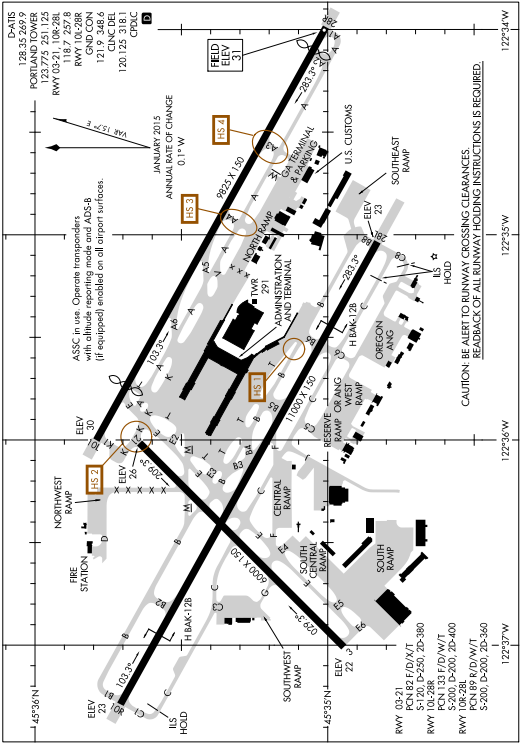 D-ATIS
128.35 269.9
PORTLAND TOWER
123.775 251.125
RWY 03-21, 10R-28L
118.7 257.8
RWY 10L-28R
GND CON
121.9 348.6
CLNC DEL
120.125 318.1
CPDLC
D
VAR 15.7° E
JANUARY 2015
ANNUAL RATE OF CHANGE
0.1° W
ASSC in use. Operate transponders
with altitude reporting mode and ADS-B
(if equipped) enabled on all airport surfaces.
FIELD
ELEV
31
28R
A
283.3°
HS 4
A3
9825 X 150
HS 3
A4
W
GA TERMINAL
& PARKING
U.S. CUSTOMS
SOUTHEAST
RAMP
NORTH RAMP
A5
A6
103.3°
TWR
291
ADMINISTRATION
AND TERMINAL
ELEV
23
28L
B8
283.3°
C8
ILS
HOLD
H BAK-12B
B6
HS 1
11000 X 150
B5
OREGON
ANG
OR ANG
WEST
RAMP
RESERVE
RAMP
CAUTION: BE ALERT TO RUNWAY CROSSING CLEARANCES.
READBACK OF ALL RUNWAY HOLDING INSTRUCTIONS IS REQUIRED.
ELEV
30
10L
K1
HS 2
21
ELEV
26
209.3°
E2
E3
B3
B4
M
T
K
E
NORTHWEST
RAMP
X X X X X
D
FIRE
STATION
CENTRAL
RAMP
SOUTH
CENTRAL
RAMP
SOUTH
RAMP
E4
F
E5
E6
6000 X 150
029.3°
3
ELEV
22
B2
H BAK-12B
C3
G
SOUTHWEST
RAMP
103.3°
B1
10R
ELEV
23
C1
C
ILS
HOLD
RWY 03-21
PCN 82 F/D/X/T
S-120, D-250, 2D-380
RWY 10L-28R
PCN 133 F/D/W/T
S-200, D-200, 2D-400
RWY 10R-28L
PCN 89 R/D/W/T
S-200, D-200, 2D-360
45°36'N
45°35'N
122°34'W
122°35'W
122°36'W
122°37'W